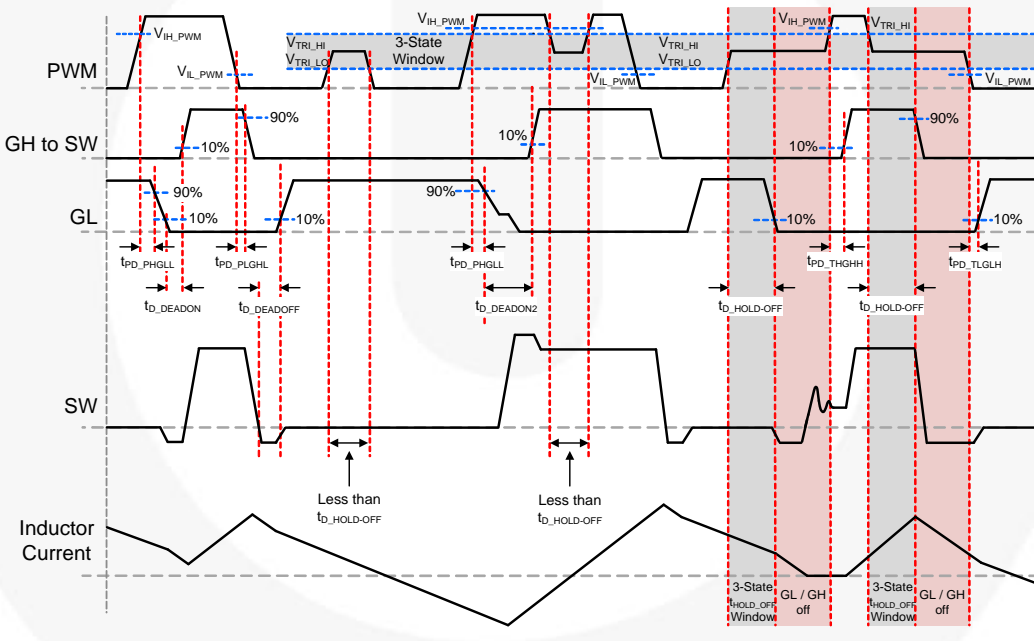 V_IH_PWM
V_IH_PWM
V_IH_PWM
V_TRI_HI
V_TRI_HI
3-State
Window
V_TRI_HI
V_TRI_LO
V_TRI_LO
PWM
V_IL_PWM
V_IL_PWM
V_IL_PWM
90%
90%
GH to SW
10%
10%
10%
90%
90%
GL
10%
10%
10%
10%
t_PD_PHGLL
t_PD_PLGHL
t_PD_PHGLL
t_PD_THGHH
t_PD_TLGLH
t_D_DEADON
t_D_DEADOFF
t_D_DEADON2
t_D_HOLD-OFF
t_D_HOLD-OFF
SW
Less than
t_D_HOLD-OFF
Less than
t_D_HOLD-OFF
Inductor
Current
3-State
t_HOLD_OFF
Window
GL / GH
off
3-State
t_HOLD_OFF
Window
GL / GH
off